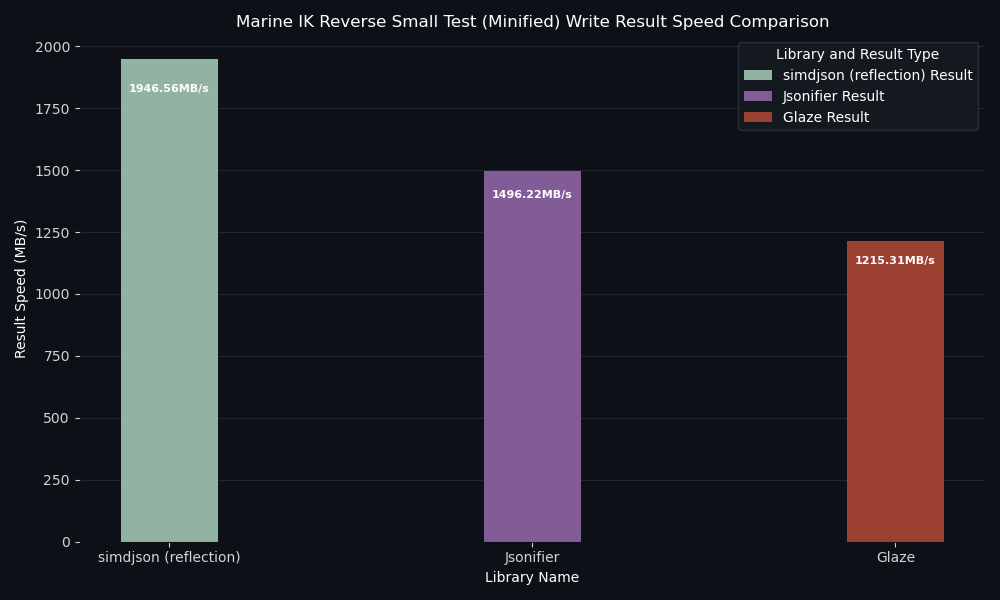 Marine IK Reverse Small Test (Minified) Write Result Speed Comparison
Library and Result Type
simdjson (reflection) Result
Jsonifier Result
Glaze Result
Result Speed (MB/s)
2000
1750
1500
1250
1000
750
500
250
0
1946.56MB/s
1496.22MB/s
1215.31MB/s
simdjson (reflection)
Jsonifier
Glaze
Library Name